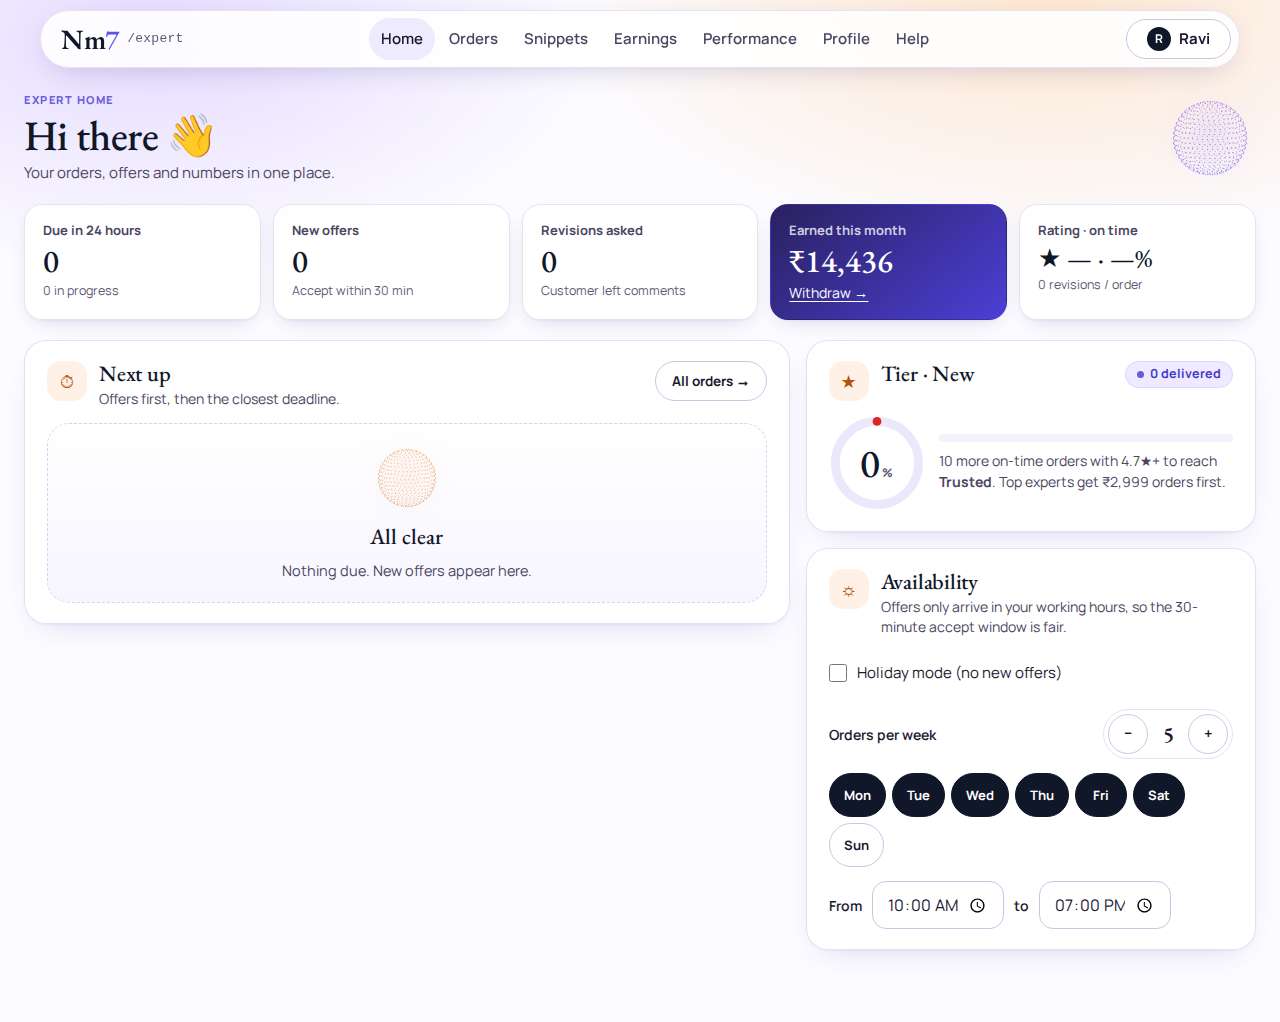 Nm7 /expert
Home Orders Snippets Earnings Performance Profile Help
R Ravi
EXPERT HOME
Hi there 👋
Your orders, offers and numbers in one place.
Due in 24 hours
0
0 in progress
New offers
0
Accept within 30 min
Revisions asked
0
Customer left comments
Earned this month
₹14,436
Withdraw →
Rating · on time
★ — · —%
0 revisions / order
Next up
Offers first, then the closest deadline.
All orders →
All clear
Nothing due. New offers appear here.
★ Tier · New
0 delivered
0%
10 more on-time orders with 4.7★+ to reach
Trusted. Top experts get ₹2,999 orders first.
Availability
Offers only arrive in your working hours, so the 30-
minute accept window is fair.
Holiday mode (no new offers)
Orders per week
− 5 +
Mon Tue Wed Thu Fri Sat
Sun
From 10:00 AM to 07:00 PM